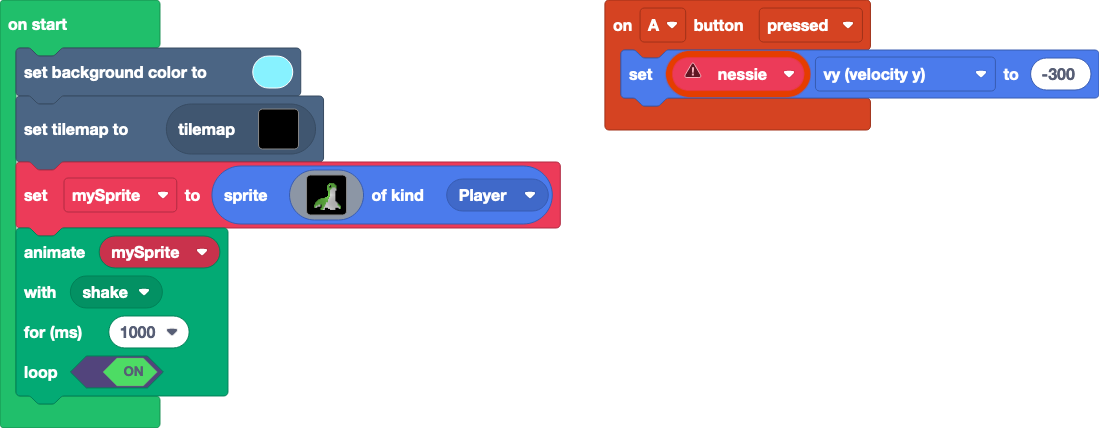 on start
set background color to
set tilemap to tilemap
set mySprite to sprite of kind Player
animate mySprite
with shake
for (ms) 1000
loop ON
on A button pressed
set nessie vy (velocity y) to -300